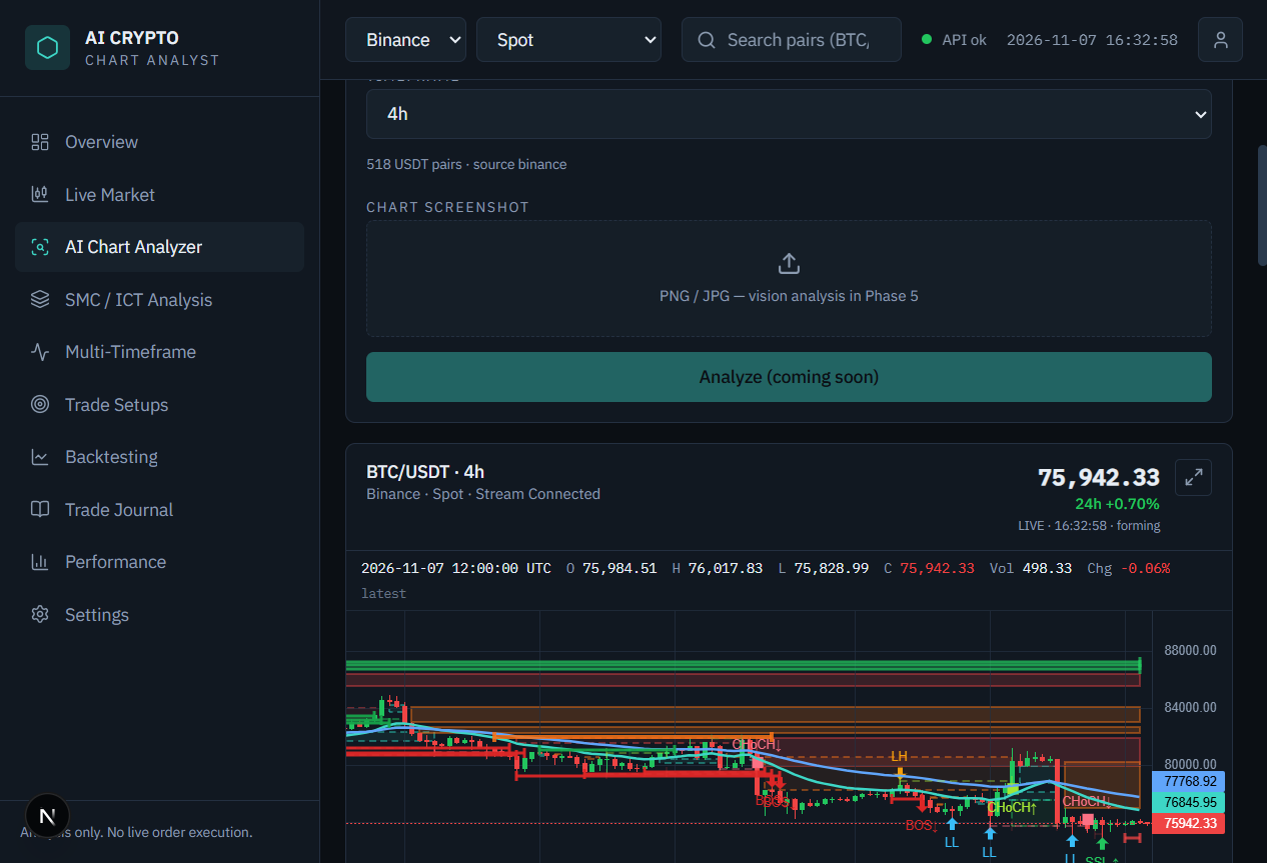 AI CRYPTO
CHART ANALYST
Binance
Spot
Search pairs (BTC,
API ok
2026-11-07 16:32:58
Overview
Live Market
AI Chart Analyzer
SMC / ICT Analysis
Multi-Timeframe
Trade Setups
Backtesting
Trade Journal
Performance
Settings
N
only. No live order execution.
4h
518 USDT pairs · source binance
CHART SCREENSHOT
PNG / JPG — vision analysis in Phase 5
Analyze (coming soon)
BTC/USDT · 4h
Binance · Spot · Stream Connected
75,942.33
24h +0.70%
LIVE · 16:32:58 · forming
2026-11-07 12:00:00 UTC O 75,984.51 H 76,017.83 L 75,828.99 C 75,942.33 Vol 498.33 Chg -0.06%
latest
88000.00
84000.00
80000.00
77768.92
76845.95
75942.33
CHoCH↓
LH
CHoCH↑
CHoCH↓
BOS↓
LL
LL
LL
SSL↑